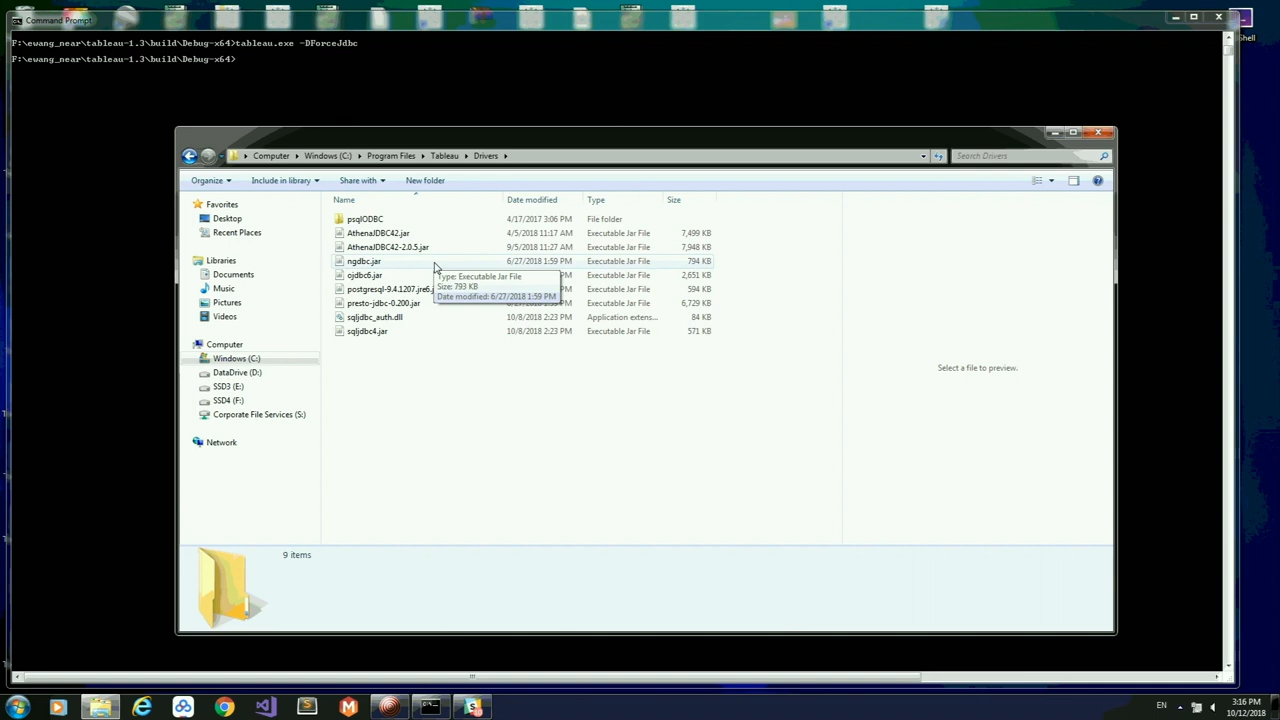 Command Prompt
F:\ewang_near\tableau-1.3\build\Debug-x64>tableau.exe -DForceJdbc
F:\ewang_near\tableau-1.3\build\Debug-x64>
Shell
Computer Windows (C:) Program Files Tableau Drivers
Search Drivers
Organize Include in library Share with New folder
Favorites
Desktop
Recent Places
Libraries
Documents
Music
Pictures
Videos
Computer
Windows (C:)
DataDrive (D:)
SSD3 (E:)
SSD4 (F:)
Corporate File Services (S:)
Network
Name Date modified Type Size
psqlODBC 4/17/2017 3:06 PM File folder
AthenaJDBC42.jar 4/5/2018 11:17 AM Executable Jar File 7,499 KB
AthenaJDBC42-2.0.5.jar 9/5/2018 11:27 AM Executable Jar File 7,948 KB
ngdbc.jar 6/27/2018 1:59 PM Executable Jar File 794 KB
ojdbc6.jar Executable Jar File 2,651 KB
postgresql-9.4.1207.jre6.j Executable Jar File 594 KB
presto-jdbc-0.200.jar Executable Jar File 6,729 KB
sqljdbc_auth.dll 10/8/2018 2:23 PM Application extens... 84 KB
sqljdbc4.jar 10/8/2018 2:23 PM Executable Jar File 571 KB
Type: Executable Jar File
Size: 793 KB
Date modified: 6/27/2018 1:59 PM
Select a file to preview.
9 items
EN
3:16 PM
10/12/2018